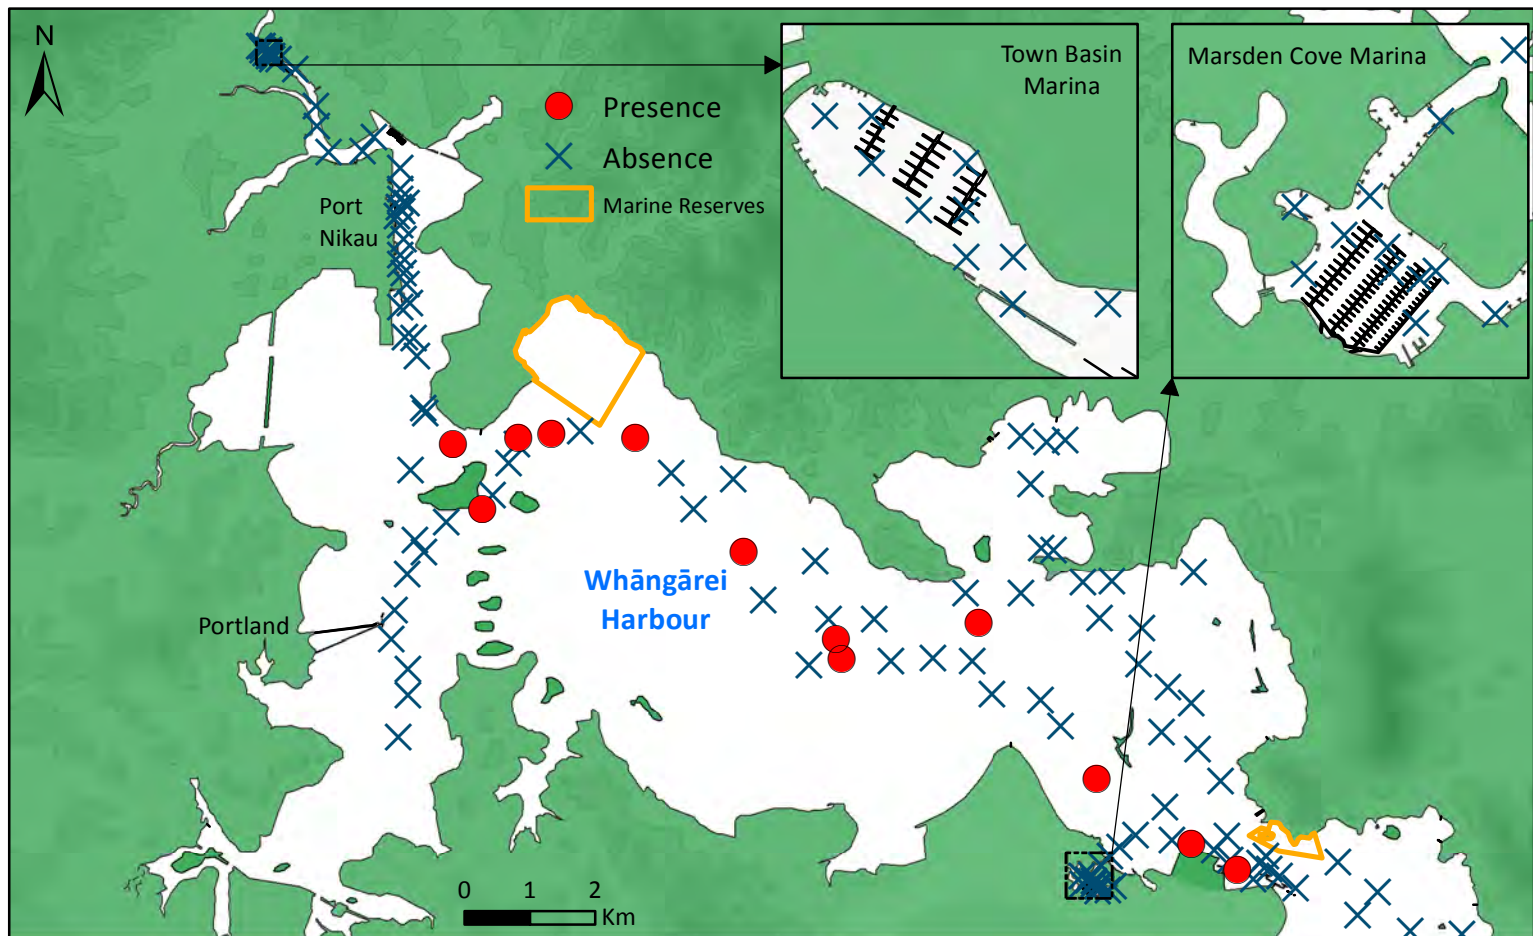 N
Town Basin
Marina
Marsden Cove Marina
Presence
Absence
Marine Reserves
Port
Nikau
Whāngārei
Harbour
Portland
0 1 2
Km